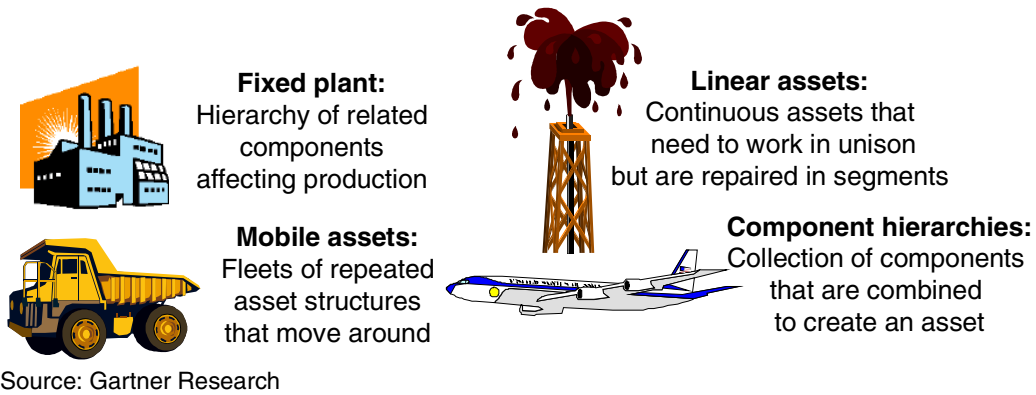 Fixed plant:
Hierarchy of related
components
affecting production
Linear assets:
Continuous assets that
need to work in unison
but are repaired in segments
Mobile assets:
Fleets of repeated
asset structures
that move around
Component hierarchies:
Collection of components
that are combined
to create an asset
Source: Gartner Research